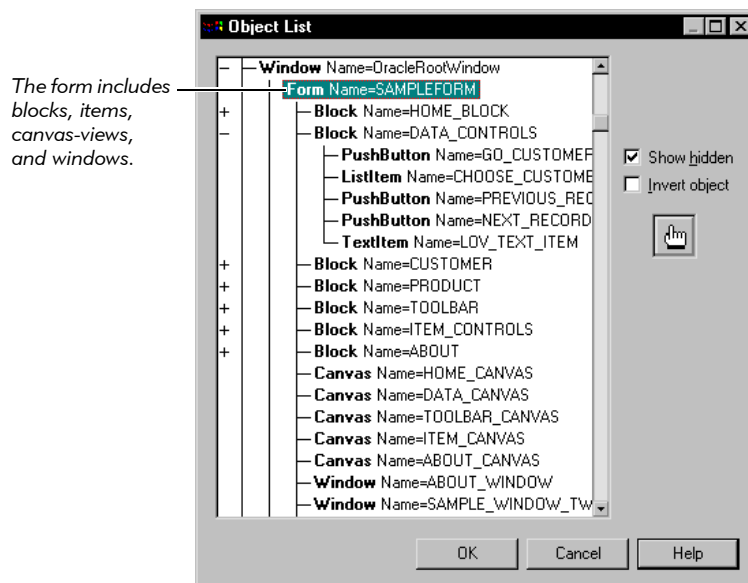 Object List
The form includes
blocks, items,
canvas-views,
and windows.
− Window Name=OracleRootWindow
Form Name=SAMPLEFORM
+ Block Name=HOME_BLOCK
− Block Name=DATA_CONTROLS
PushButton Name=GO_CUSTOMER
ListItem Name=CHOOSE_CUSTOME
PushButton Name=PREVIOUS_REC
PushButton Name=NEXT_RECORD
TextItem Name=LOV_TEXT_ITEM
+ Block Name=CUSTOMER
+ Block Name=PRODUCT
+ Block Name=TOOLBAR
+ Block Name=ITEM_CONTROLS
+ Block Name=ABOUT
Canvas Name=HOME_CANVAS
Canvas Name=DATA_CANVAS
Canvas Name=TOOLBAR_CANVAS
Canvas Name=ITEM_CANVAS
Canvas Name=ABOUT_CANVAS
Window Name=ABOUT_WINDOW
Window Name=SAMPLE_WINDOW_TW
Show hidden
Invert object
OK Cancel Help